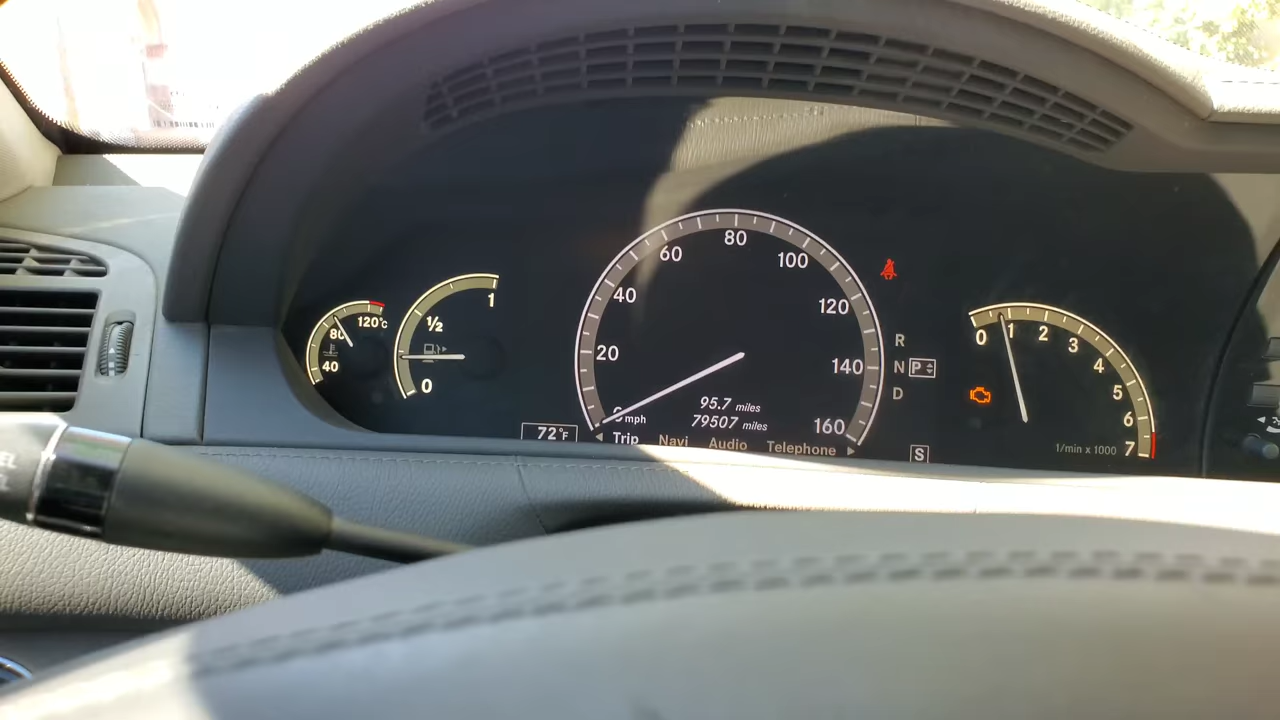 120°C
80
40
1
½
0
20
40
60
80
100
120
140
160
mph
95.7 miles
79507 miles
72°F
Trip Navi Audio Telephone
R
N P
D
S
0 1 2 3 4 5 6 7
1/min x 1000